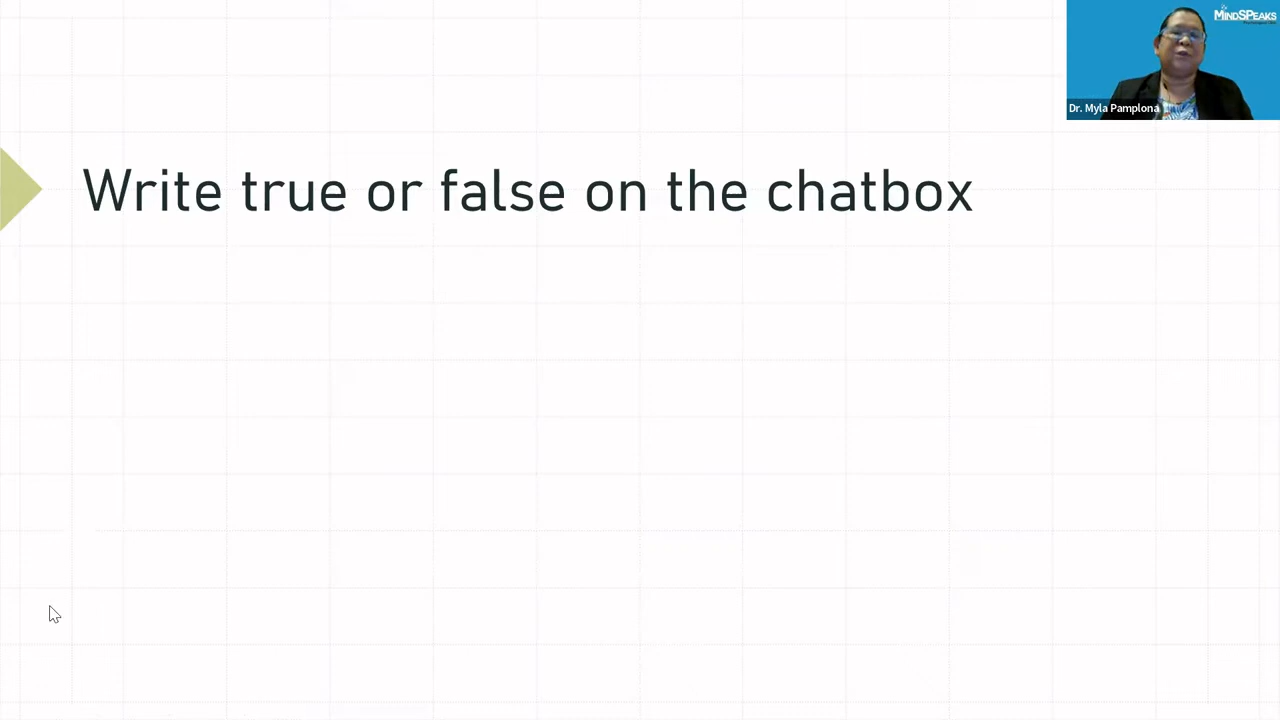 MINDSPEAKS
Dr. Myla Pamplona
Write true or false on the chatbox